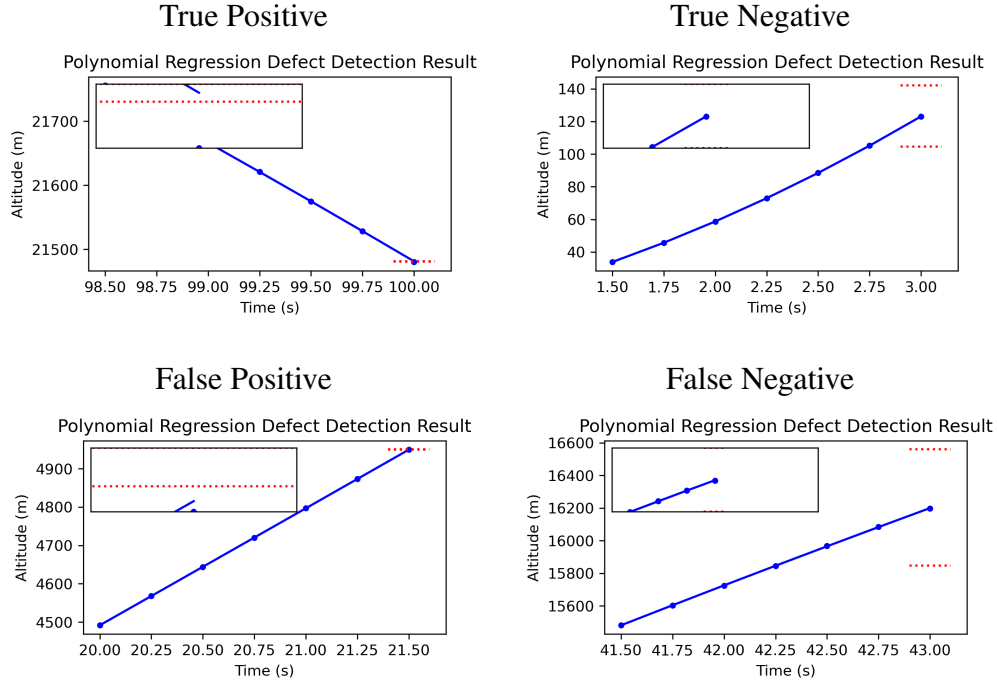 True Positive
Polynomial Regression Defect Detection Result
Altitude (m)
21700
21600
21500
98.50 98.75 99.00 99.25 99.50 99.75 100.00
Time (s)
True Negative
Polynomial Regression Defect Detection Result
Altitude (m)
140
120
100
80
60
40
1.50 1.75 2.00 2.25 2.50 2.75 3.00
Time (s)
False Positive
Polynomial Regression Defect Detection Result
Altitude (m)
4900
4800
4700
4600
4500
20.00 20.25 20.50 20.75 21.00 21.25 21.50
Time (s)
False Negative
Polynomial Regression Defect Detection Result
Altitude (m)
16600
16400
16200
16000
15800
15600
41.50 41.75 42.00 42.25 42.50 42.75 43.00
Time (s)